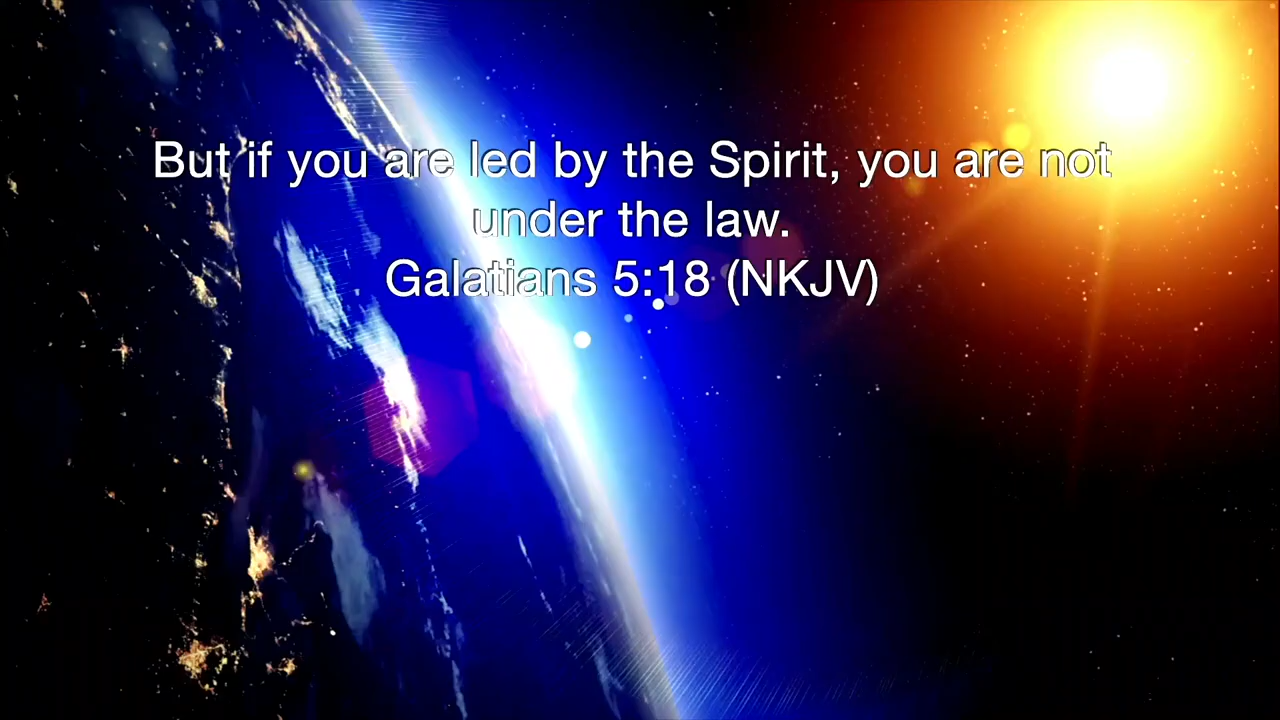 But if you are led by the Spirit, you are not
under the law.
Galatians 5:18 (NKJV)